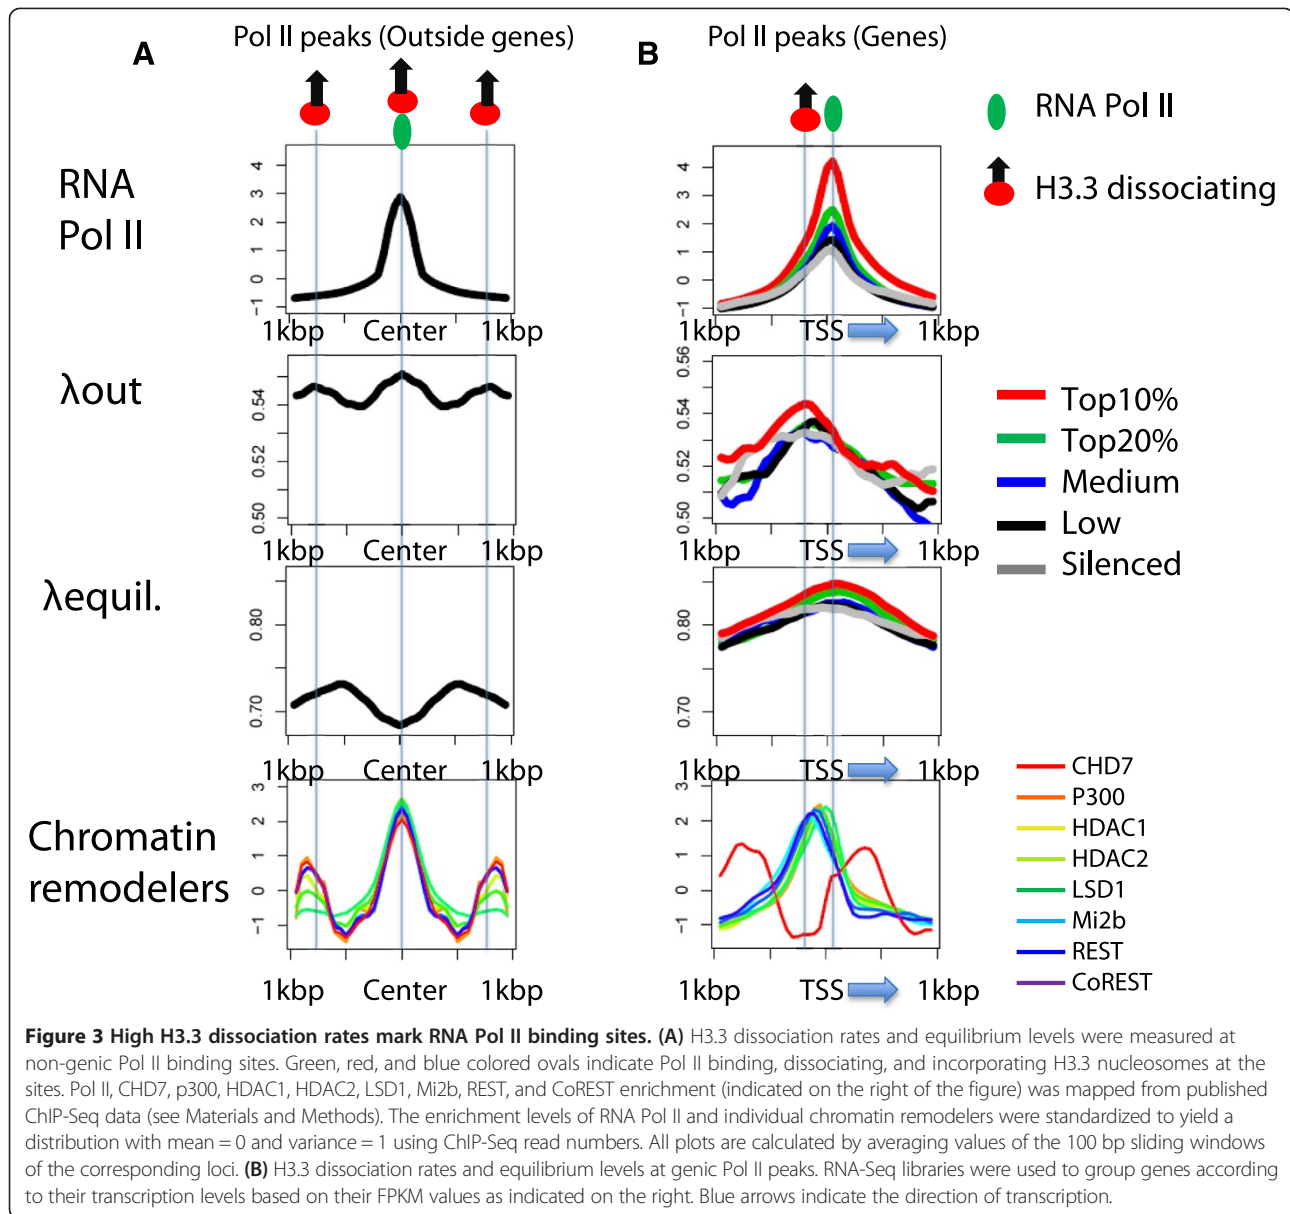 A
Pol II peaks (Outside genes)
B
Pol II peaks (Genes)
RNA Pol II
H3.3 dissociating
RNA
Pol II
4
3
2
1
0
−1
1kbp Center 1kbp
4
3
2
1
0
−1
1kbp TSS 1kbp
λout
0.54
0.52
0.50
1kbp Center 1kbp
0.56
0.54
0.52
0.50
1kbp TSS 1kbp
Top10%
Top20%
Medium
Low
Silenced
λequil.
0.80
0.70
1kbp Center 1kbp
0.80
0.70
1kbp TSS 1kbp
Chromatin
remodelers
3
2
1
0
−1
1kbp Center 1kbp
3
2
1
0
−1
1kbp TSS 1kbp
CHD7
P300
HDAC1
HDAC2
LSD1
Mi2b
REST
CoREST
Figure 3 High H3.3 dissociation rates mark RNA Pol II binding sites. (A) H3.3 dissociation rates and equilibrium levels were measured at
non-genic Pol II binding sites. Green, red, and blue colored ovals indicate Pol II binding, dissociating, and incorporating H3.3 nucleosomes at the
sites. Pol II, CHD7, p300, HDAC1, HDAC2, LSD1, Mi2b, REST, and CoREST enrichment (indicated on the right of the figure) was mapped from published
ChIP-Seq data (see Materials and Methods). The enrichment levels of RNA Pol II and individual chromatin remodelers were standardized to yield a
distribution with mean = 0 and variance = 1 using ChIP-Seq read numbers. All plots are calculated by averaging values of the 100 bp sliding windows
of the corresponding loci. (B) H3.3 dissociation rates and equilibrium levels at genic Pol II peaks. RNA-Seq libraries were used to group genes according
to their transcription levels based on their FPKM values as indicated on the right. Blue arrows indicate the direction of transcription.